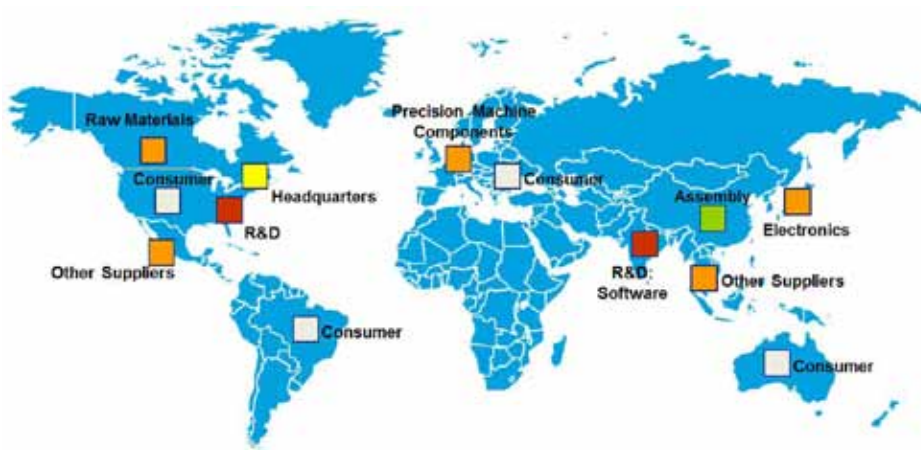 Raw Materials
Precision Machine
Components
Consumer
Consumer
Headquarters
Assembly
R&D
Electronics
Other Suppliers
R&D:
Software
Other Suppliers
Consumer
Consumer